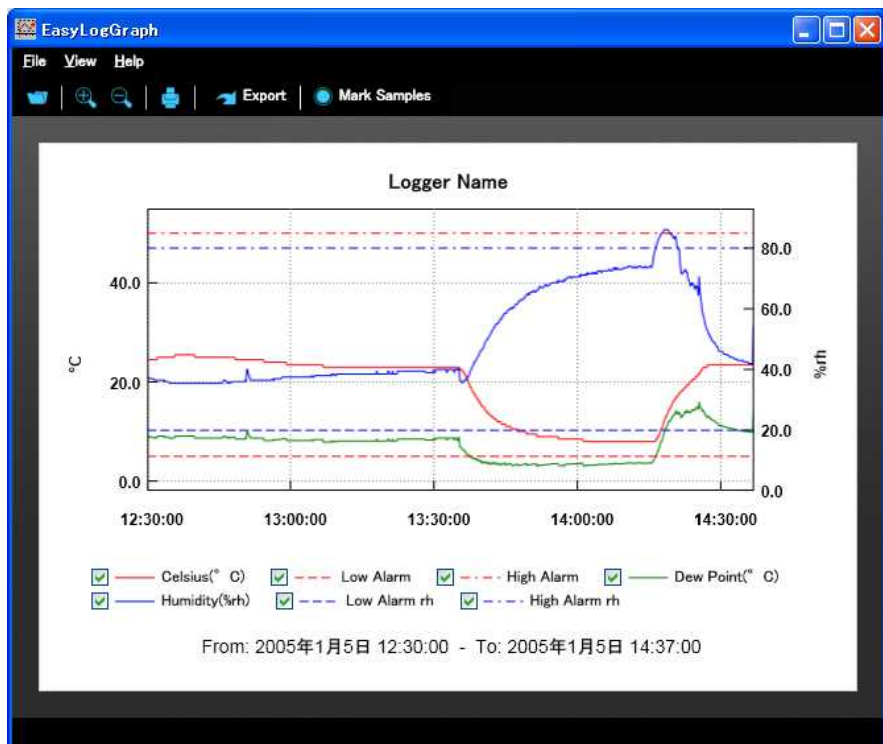 EasyLogGraph
File View Help
Export Mark Samples
Logger Name
80.0
40.0
60.0
°C
%rh
20.0
40.0
20.0
0.0
0.0
12:30:00 13:00:00 13:30:00 14:00:00 14:30:00
Celsius(° C) Low Alarm High Alarm Dew Point(° C)
Humidity(%rh) Low Alarm rh High Alarm rh
From: 2005年1月5日 12:30:00 - To: 2005年1月5日 14:37:00